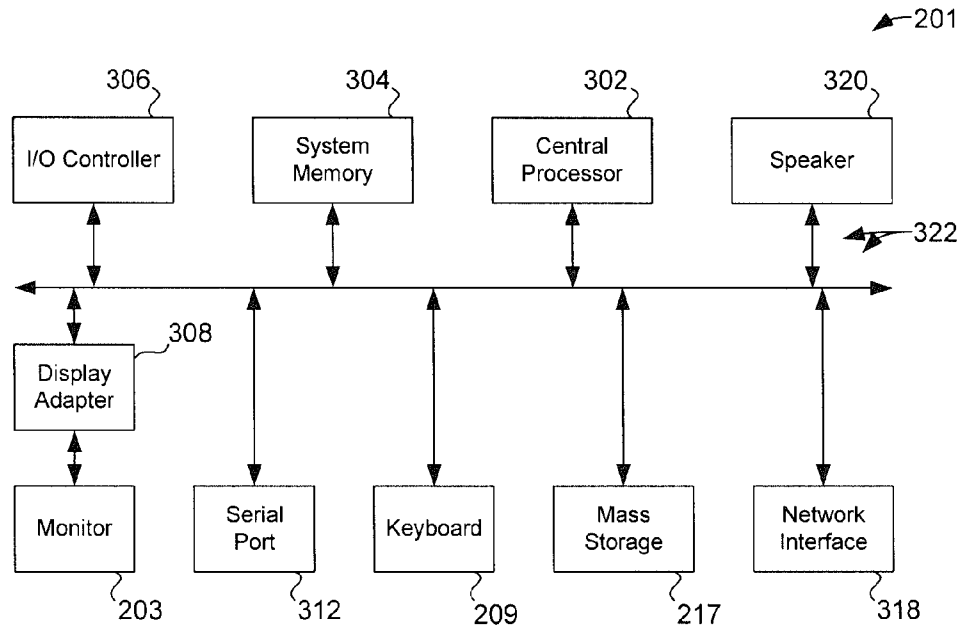 201
306
304
302
320
I/O Controller
System
Memory
Central
Processor
Speaker
322
308
Display
Adapter
Monitor
Serial
Port
Keyboard
Mass
Storage
Network
Interface
203
312
209
217
318